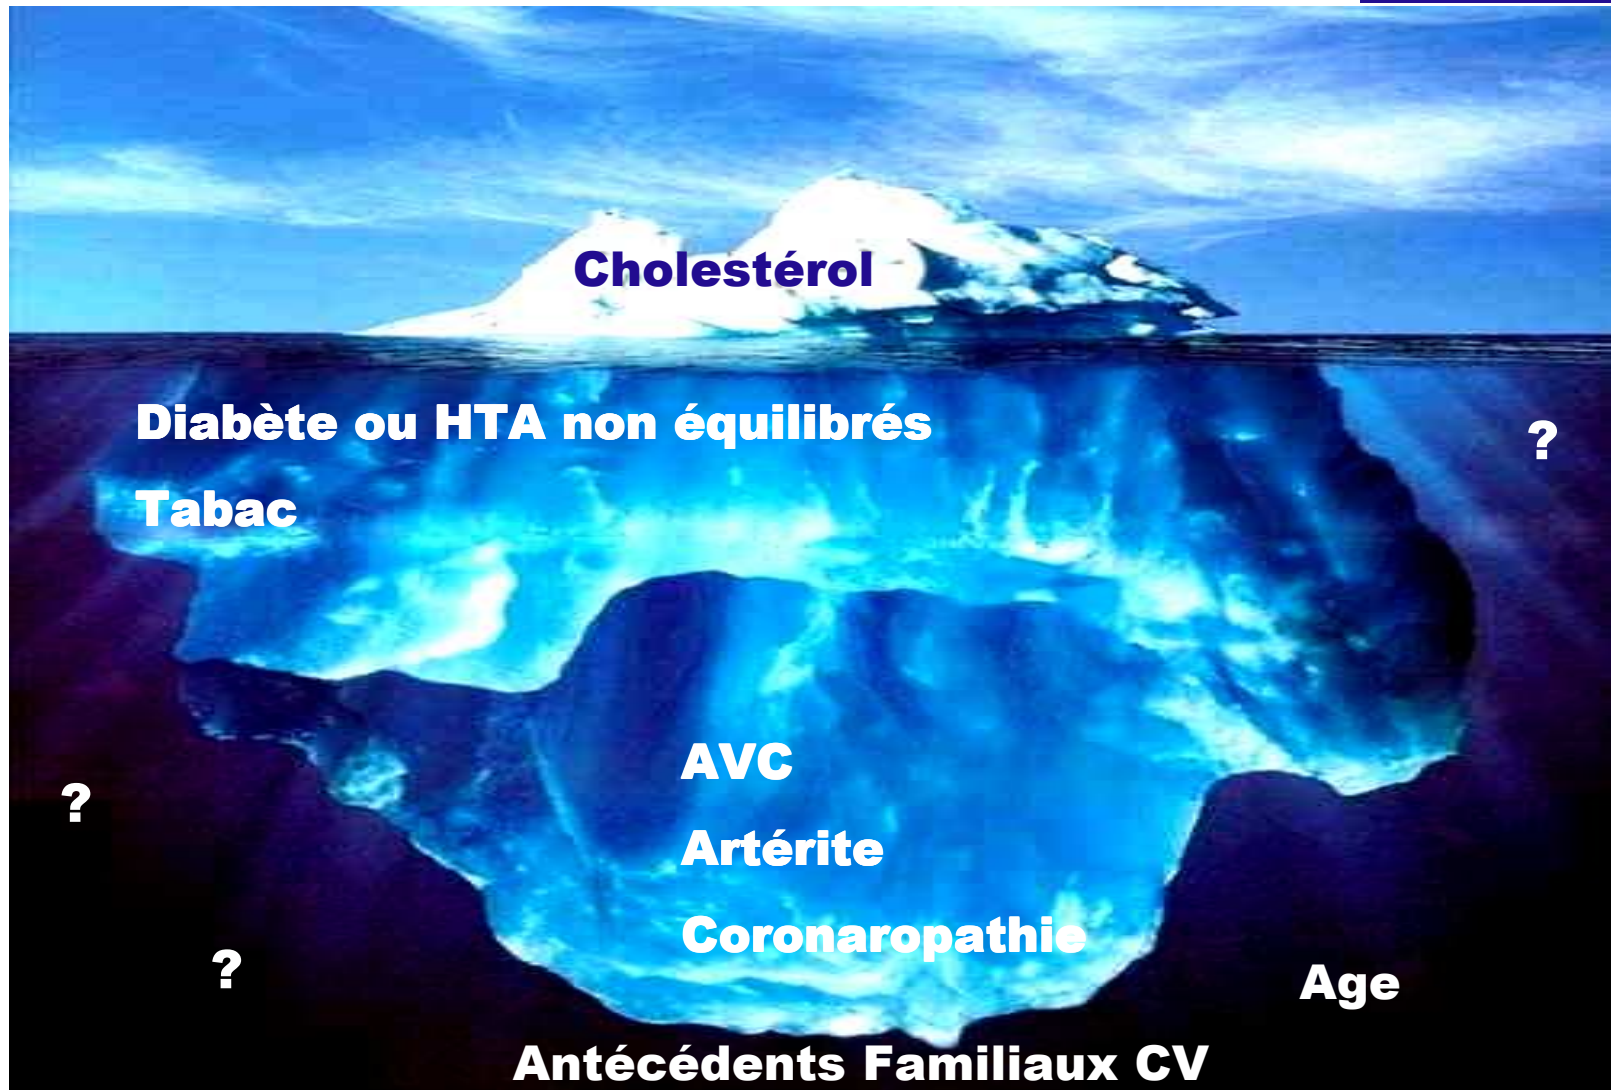 Cholestérol
Diabète ou HTA non équilibrés
?
Tabac
AVC
?
Artérite
Coronaropathie
?
Age
Antécédents Familiaux CV